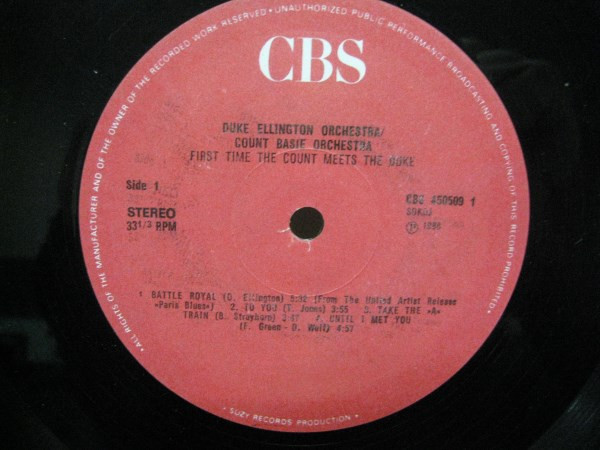 • ALL RIGHTS OF THE MANUFACTURER AND OF THE OWNER OF THE RECORDED WORK RESERVED • UNAUTHORIZED PUBLIC PERFORMANCE BROADCASTING AND COPYING OF THIS RECORD PROHIBITED •
CBS
DUKE ELLINGTON ORCHESTRA/
COUNT BASIE ORCHESTRA
FIRST TIME THE COUNT MEETS THE DUKE
Side 1
STEREO
33 1/3 RPM
CBS 450509 1
SOKOJ
1 BATTLE ROYAL (D. Ellington) (From The United Artist Release
»Paris Blues«) 2. TO YOU (T. Jones) 3:55 3. TAKE THE »A«
TRAIN (B. Strayhorn) 3:47 UNTIL I MET YOU
(F. Green - D. Wolf) 4:57
• SUZY RECORDS PRODUCTION •